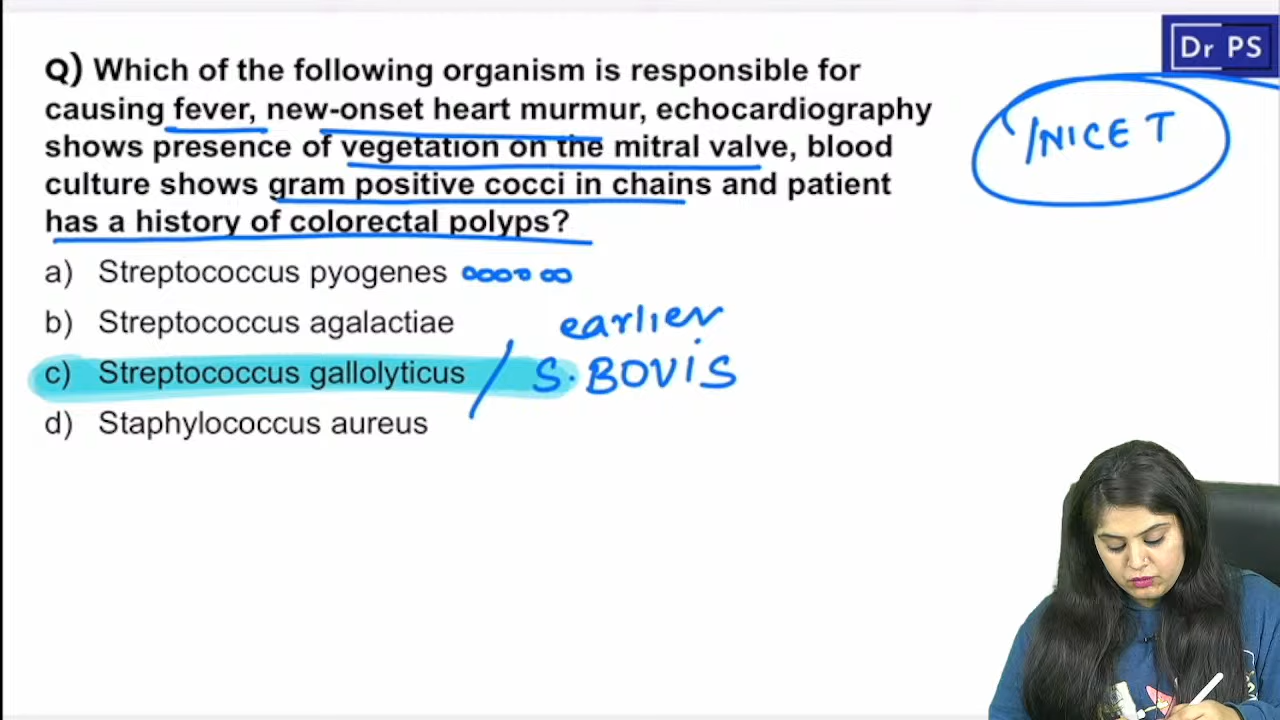 Dr PS
Q) Which of the following organism is responsible for
causing fever, new-onset heart murmur, echocardiography
shows presence of vegetation on the mitral valve, blood
culture shows gram positive cocci in chains and patient
has a history of colorectal polyps?
/NICE T
a) Streptococcus pyogenes
b) Streptococcus agalactiae
earlier
c) Streptococcus gallolyticus / S. BOVIS
d) Staphylococcus aureus